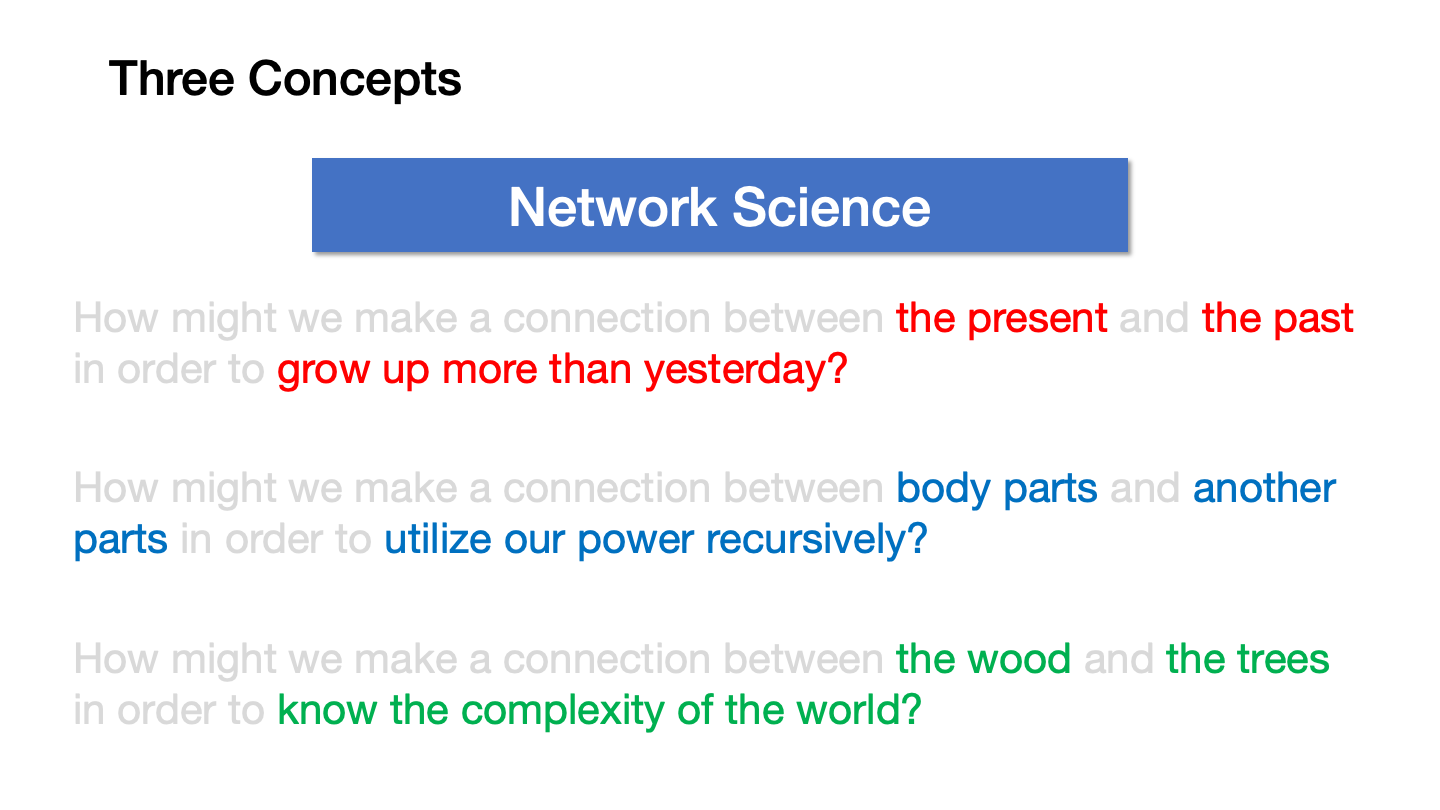 Three Concepts
Network Science
How might we make a connection between the present and the past
in order to grow up more than yesterday?
How might we make a connection between body parts and another
parts in order to utilize our power recursively?
How might we make a connection between the wood and the trees
in order to know the complexity of the world?